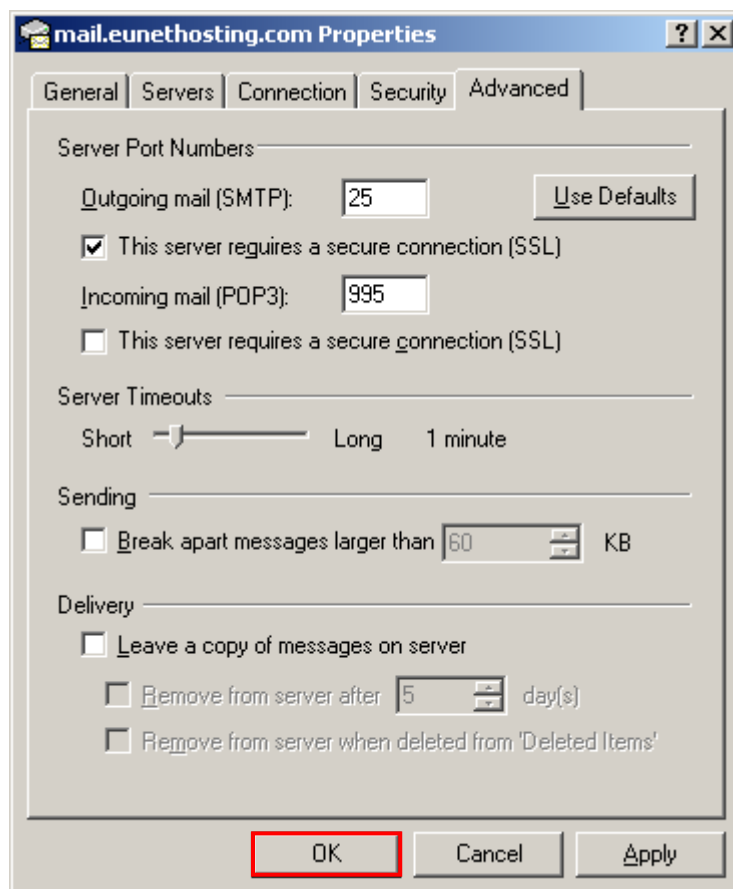 mail.eunethosting.com Properties
General Servers Connection Security Advanced
Server Port Numbers
Outgoing mail (SMTP): 25 Use Defaults
This server requires a secure connection (SSL)
Incoming mail (POP3): 995
This server requires a secure connection (SSL)
Server Timeouts
Short Long 1 minute
Sending
Break apart messages larger than 60 KB
Delivery
Leave a copy of messages on server
Remove from server after 5 day(s)
Remove from server when deleted from 'Deleted Items'
OK Cancel Apply